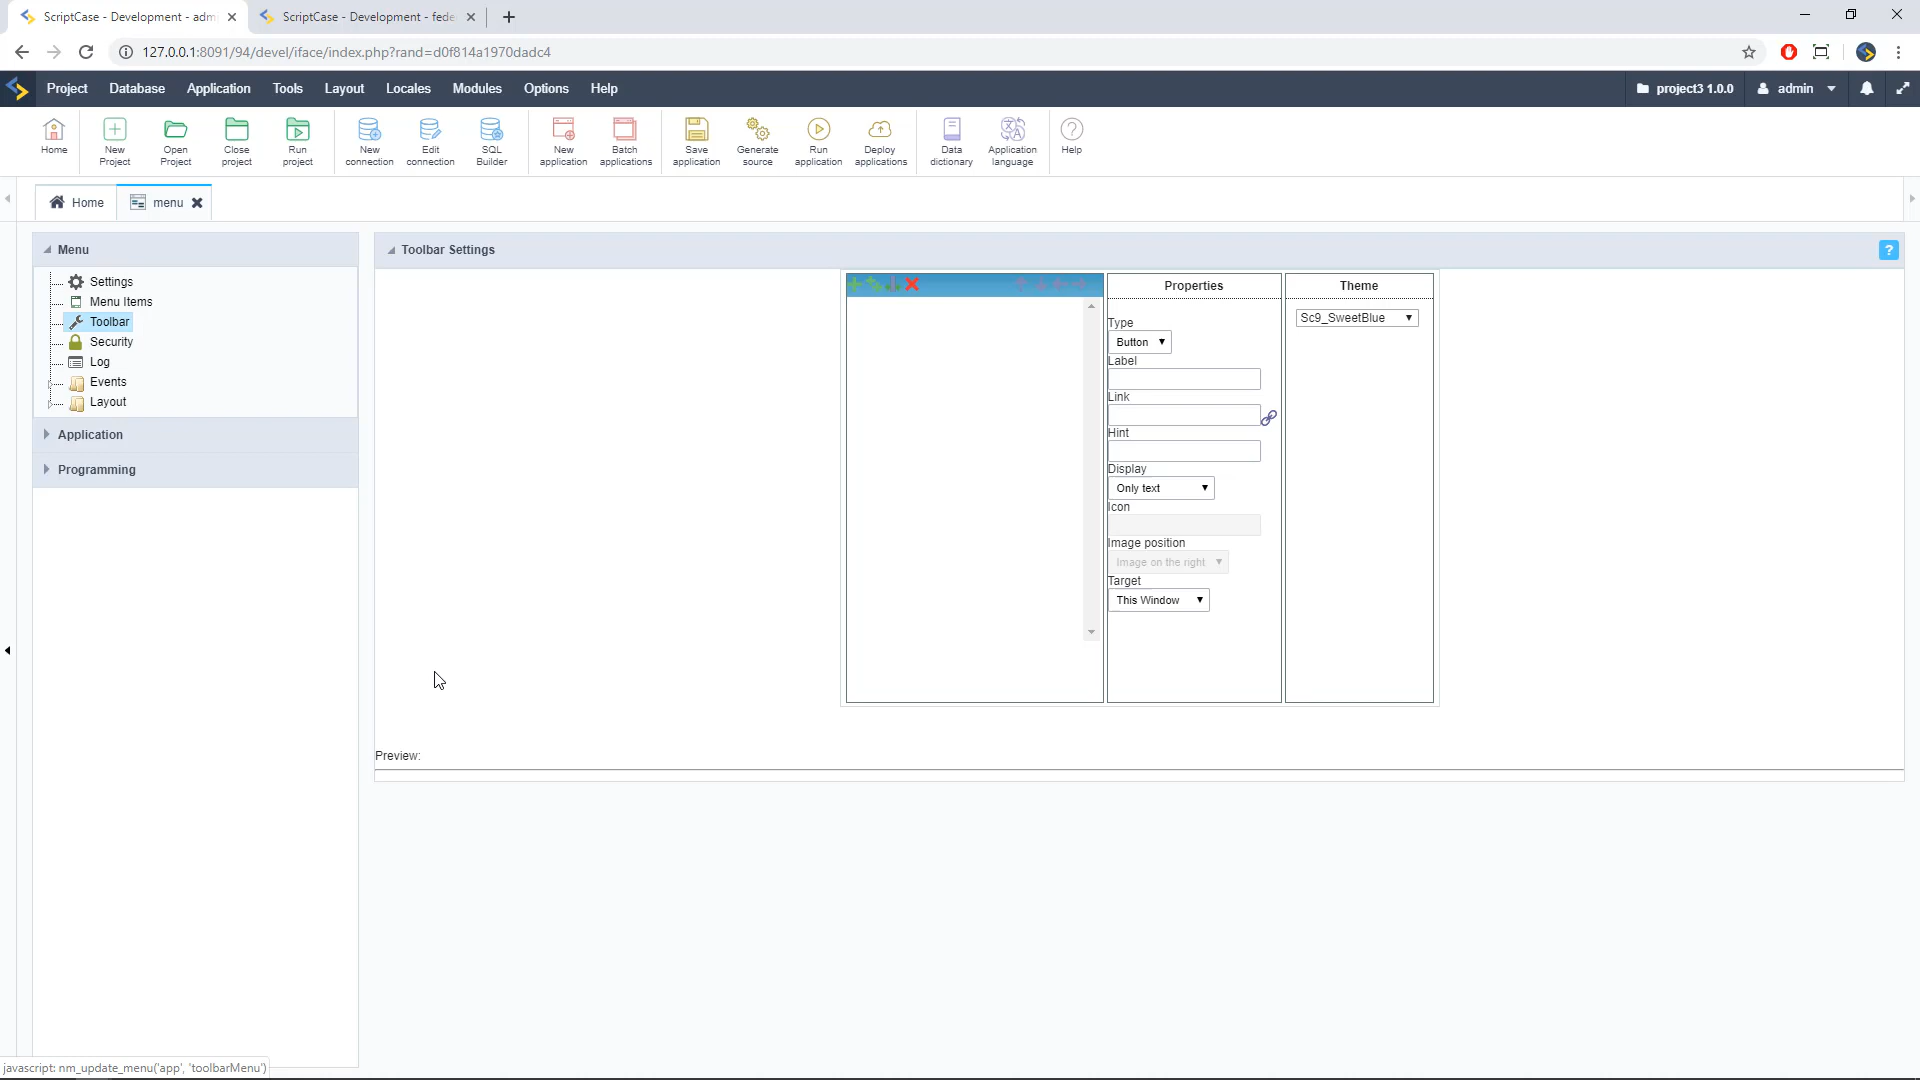 ScriptCase - Development - adm
ScriptCase - Development - fede
127.0.0.1:8091/94/devel/iface/index.php?rand=d0f814a1970dadc4
Project Database Application Tools Layout Locales Modules Options Help project3 1.0.0 admin
Home
New Project
Open Project
Close project
Run project
New connection
Edit connection
SQL Builder
New application
Batch applications
Save application
Generate source
Run application
Deploy applications
Data dictionary
Application language
Help
Home
menu
Menu
Settings
Menu Items
Toolbar
Security
Log
Events
Layout
Application
Programming
Toolbar Settings
?
Properties
Type
Button
Label
Link
Hint
Display
Only text
Icon
Image position
Image on the right
Target
This Window
Theme
Sc9_SweetBlue
Preview:
javascript: nm_update_menu('app', 'toolbarMenu')